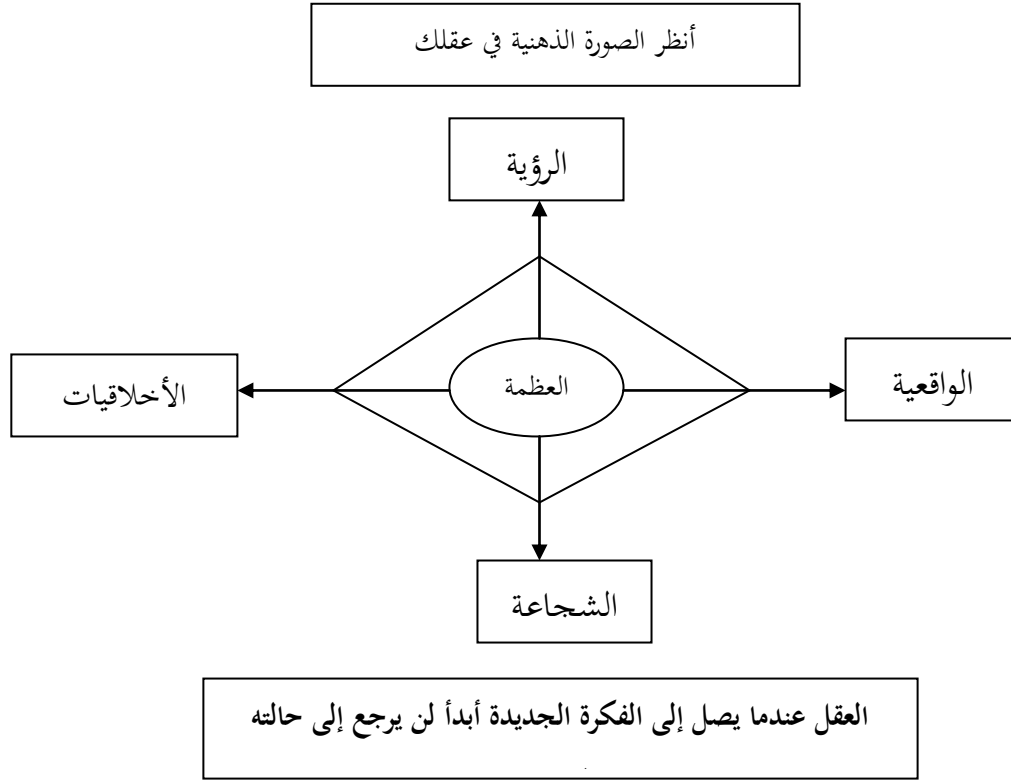 أنظر الصورة الذهنية في عقلك
الرؤية
الواقعية
العظمة
الأخلاقيات
الشجاعة
العقل عندما يصل إلى الفكرة الجديدة أبدأ لن يرجع إلى حالته